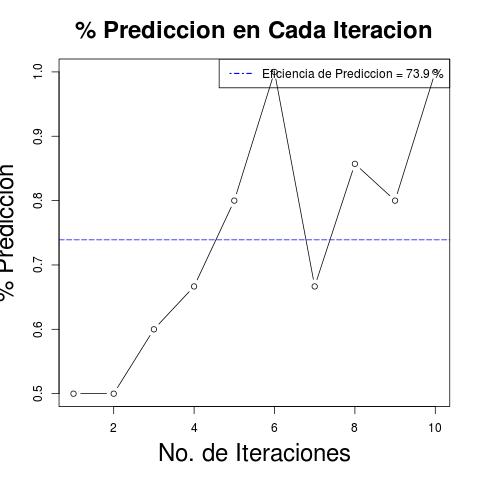 % Prediccion en Cada Iteracion
Eficiencia de Prediccion = 73.9 %
% Prediccion
1.0
0.9
0.8
0.7
0.6
0.5
2 4 6 8 10
No. de Iteraciones